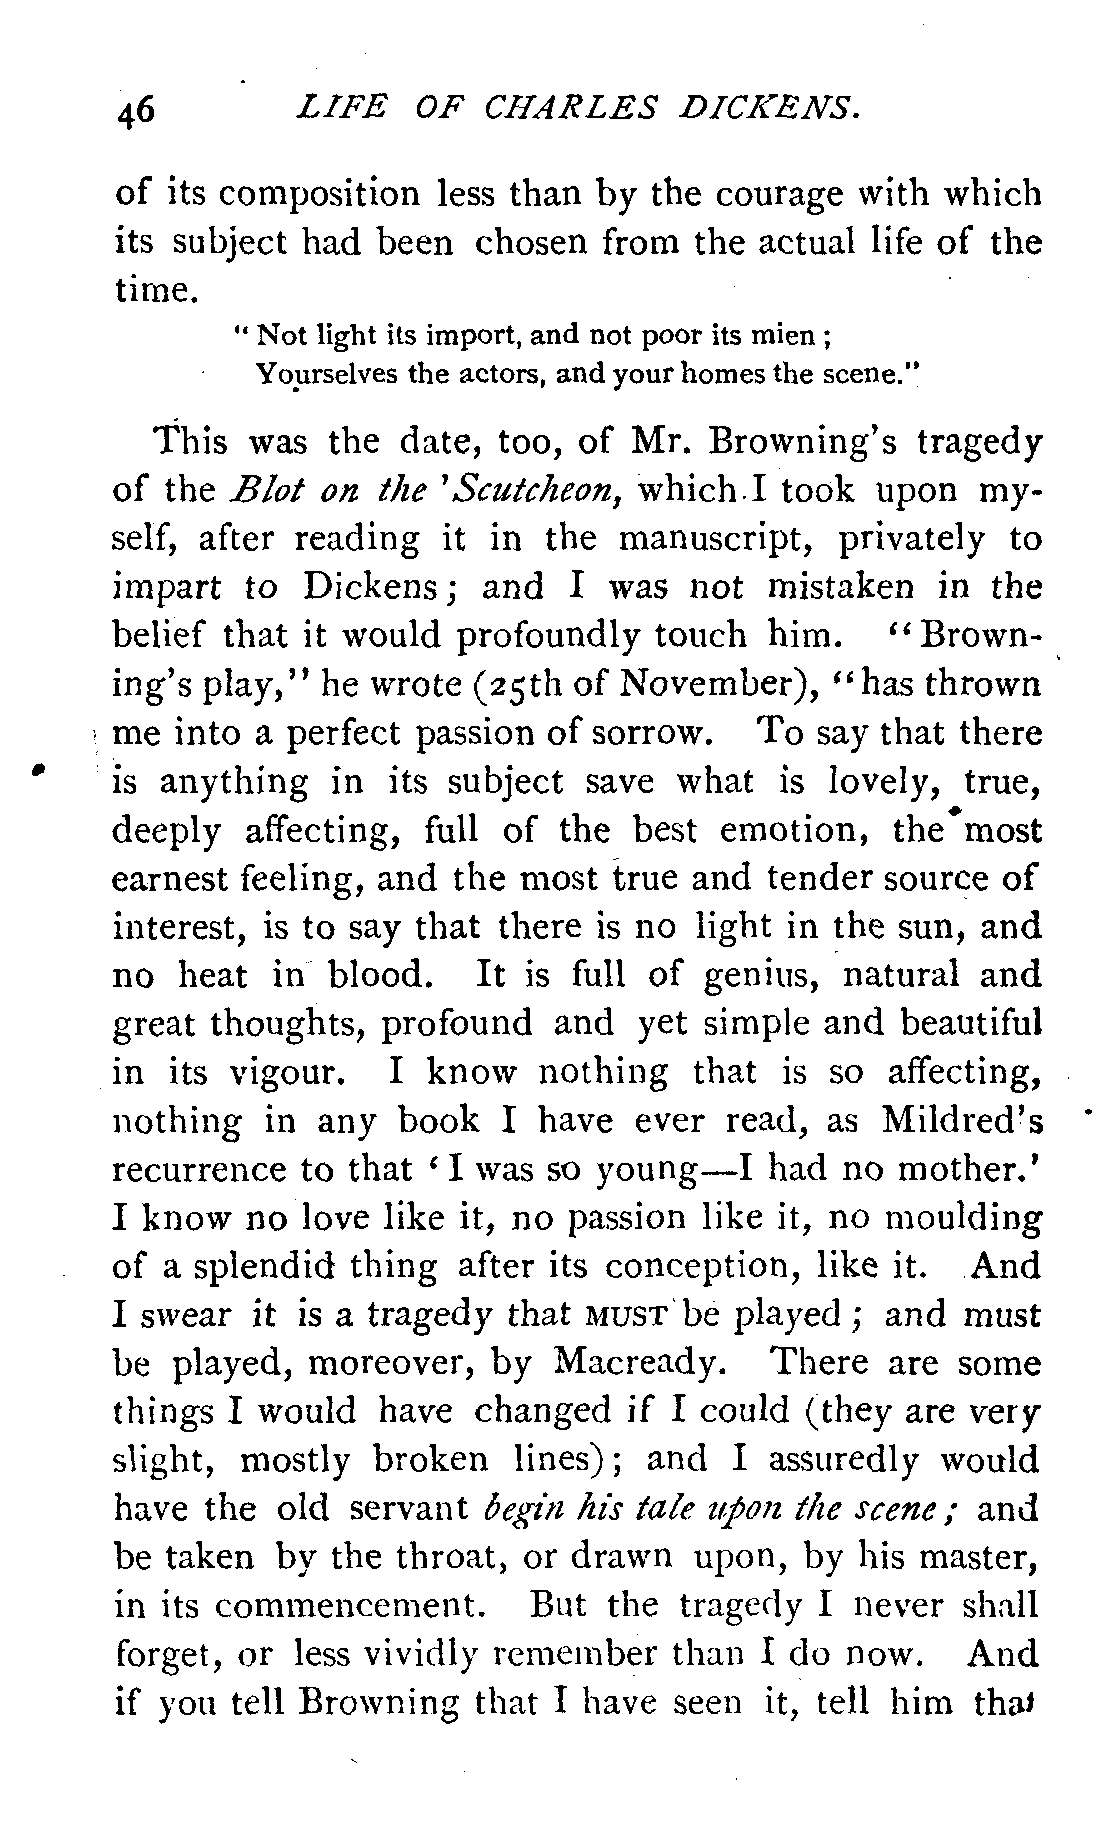 46 LIFE OF CHARLES DICKENS.
of its composition less than by the courage with which
its subject had been chosen from the actual life of the
time.
" Not light its import, and not poor its mien ;
Yourselves the actors, and your homes the scene."
This was the date, too, of Mr. Browning's tragedy
of the Blot on the 'Scutcheon, which I took upon my-
self, after reading it in the manuscript, privately to
impart to Dickens ; and I was not mistaken in the
belief that it would profoundly touch him. " Brown-
ing's play," he wrote (25th of November), " has thrown
me into a perfect passion of sorrow. To say that there
is anything in its subject save what is lovely, true,
deeply affecting, full of the best emotion, the most
earnest feeling, and the most true and tender source of
interest, is to say that there is no light in the sun, and
no heat in blood. It is full of genius, natural and
great thoughts, profound and yet simple and beautiful
in its vigour. I know nothing that is so affecting,
nothing in any book I have ever read, as Mildred's
recurrence to that ' I was so young—I had no mother.'
I know no love like it, no passion like it, no moulding
of a splendid thing after its conception, like it. And
I swear it is a tragedy that MUST be played ; and must
be played, moreover, by Macready. There are some
things I would have changed if I could (they are very
slight, mostly broken lines) ; and I assuredly would
have the old servant begin his tale upon the scene ; and
be taken by the throat, or drawn upon, by his master,
in its commencement. But the tragedy I never shall
forget, or less vividly remember than I do now. And
if you tell Browning that I have seen it, tell him that